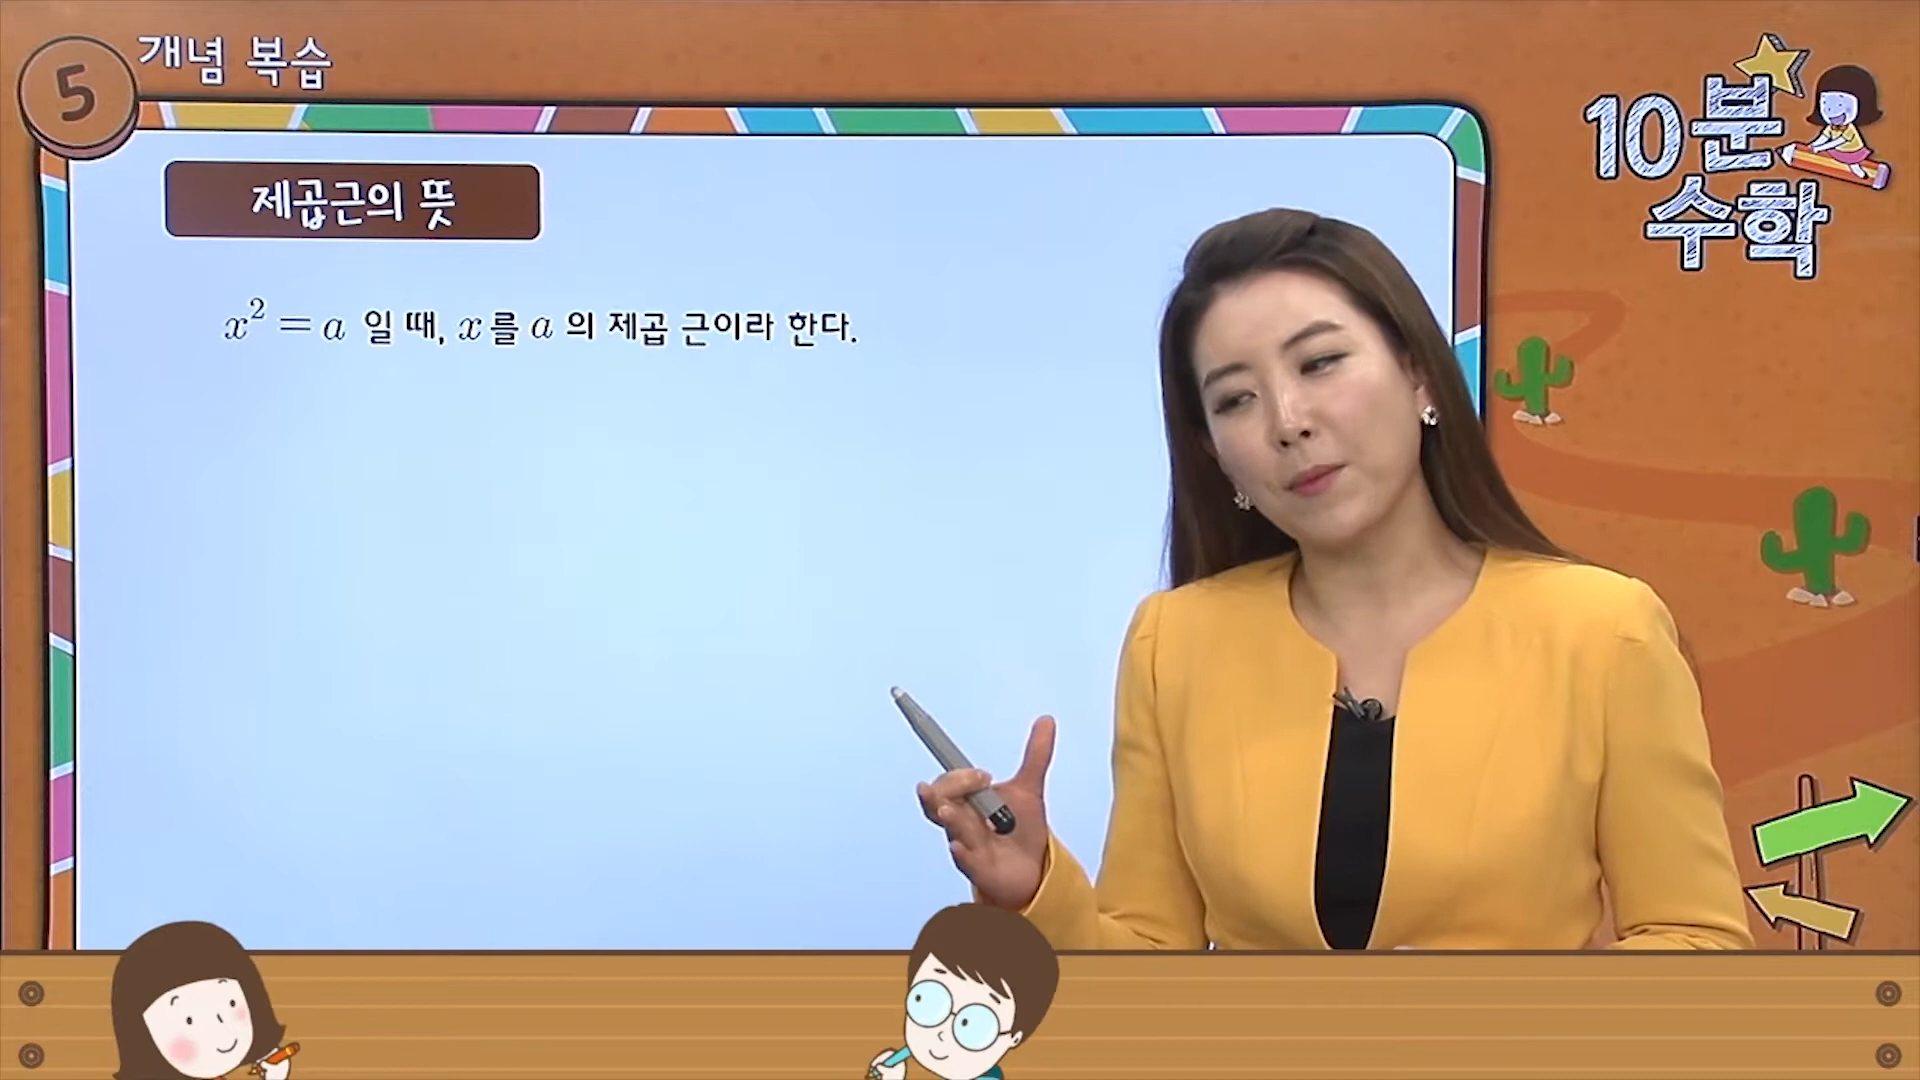 5
개념 복습
10분
수학
제곱근의 뜻
x² = a 일 때, x를 a 의 제곱 근이라 한다.